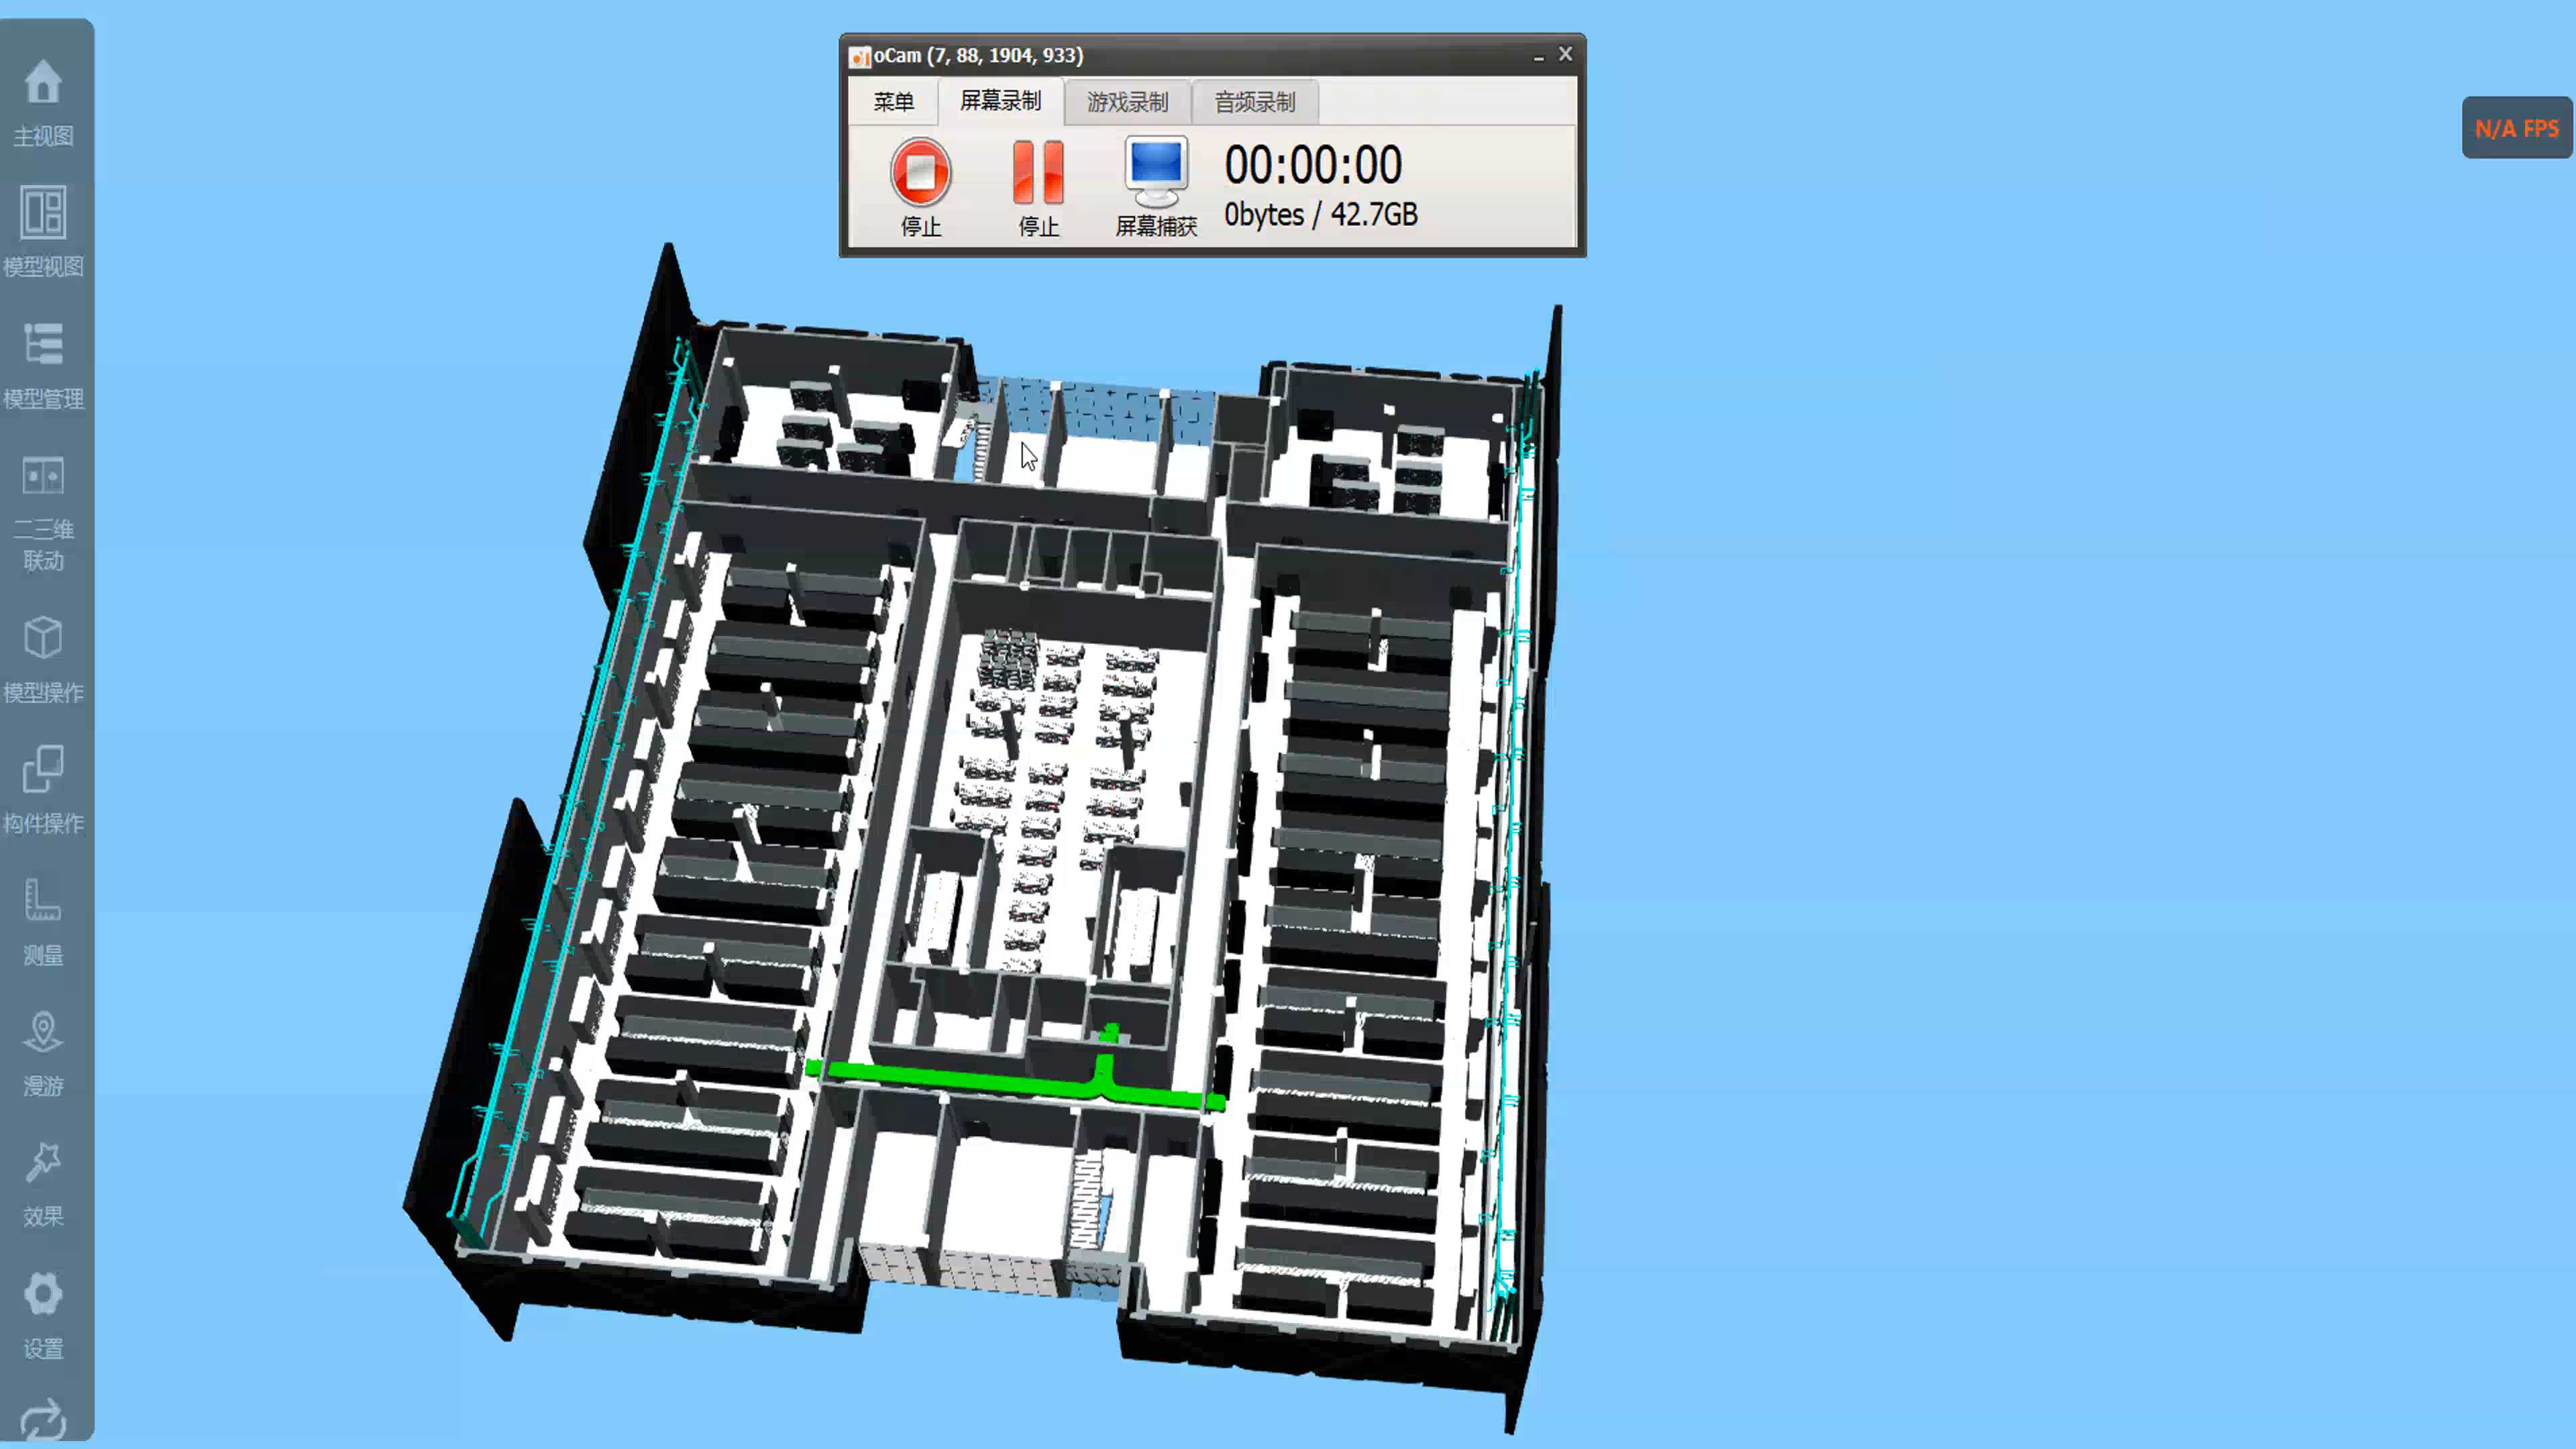 oCam (7, 88, 1904, 933)
菜单 屏幕录制 游戏录制 音频录制
00:00:00
0bytes / 42.7GB
停止 停止 屏幕捕获
N/A FPS
主视图
模型视图
模型管理
二三维
联动
模型操作
构件操作
测量
漫游
效果
设置